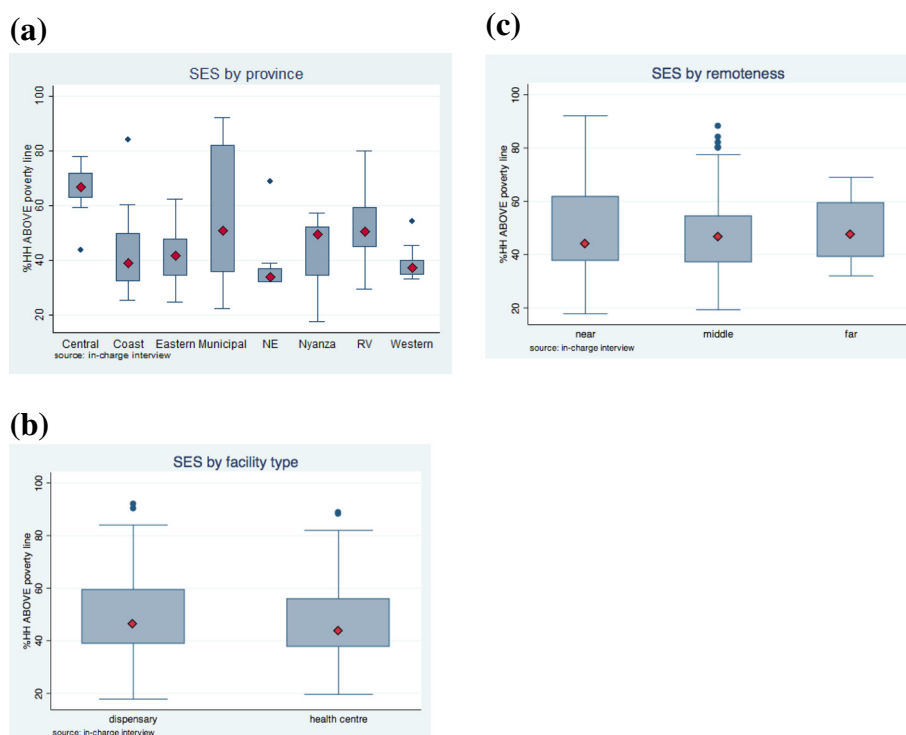 (a)
SES by province
%HH ABOVE poverty line
100
80
60
40
20
Central Coast Eastern Municipal NE Nyanza RV Western
source: in-charge interview
(b)
SES by facility type
%HH ABOVE poverty line
100
80
60
40
20
dispensary health centre
source: in-charge interview
(c)
SES by remoteness
%HH ABOVE poverty line
100
80
60
40
20
near middle far
source: in-charge interview